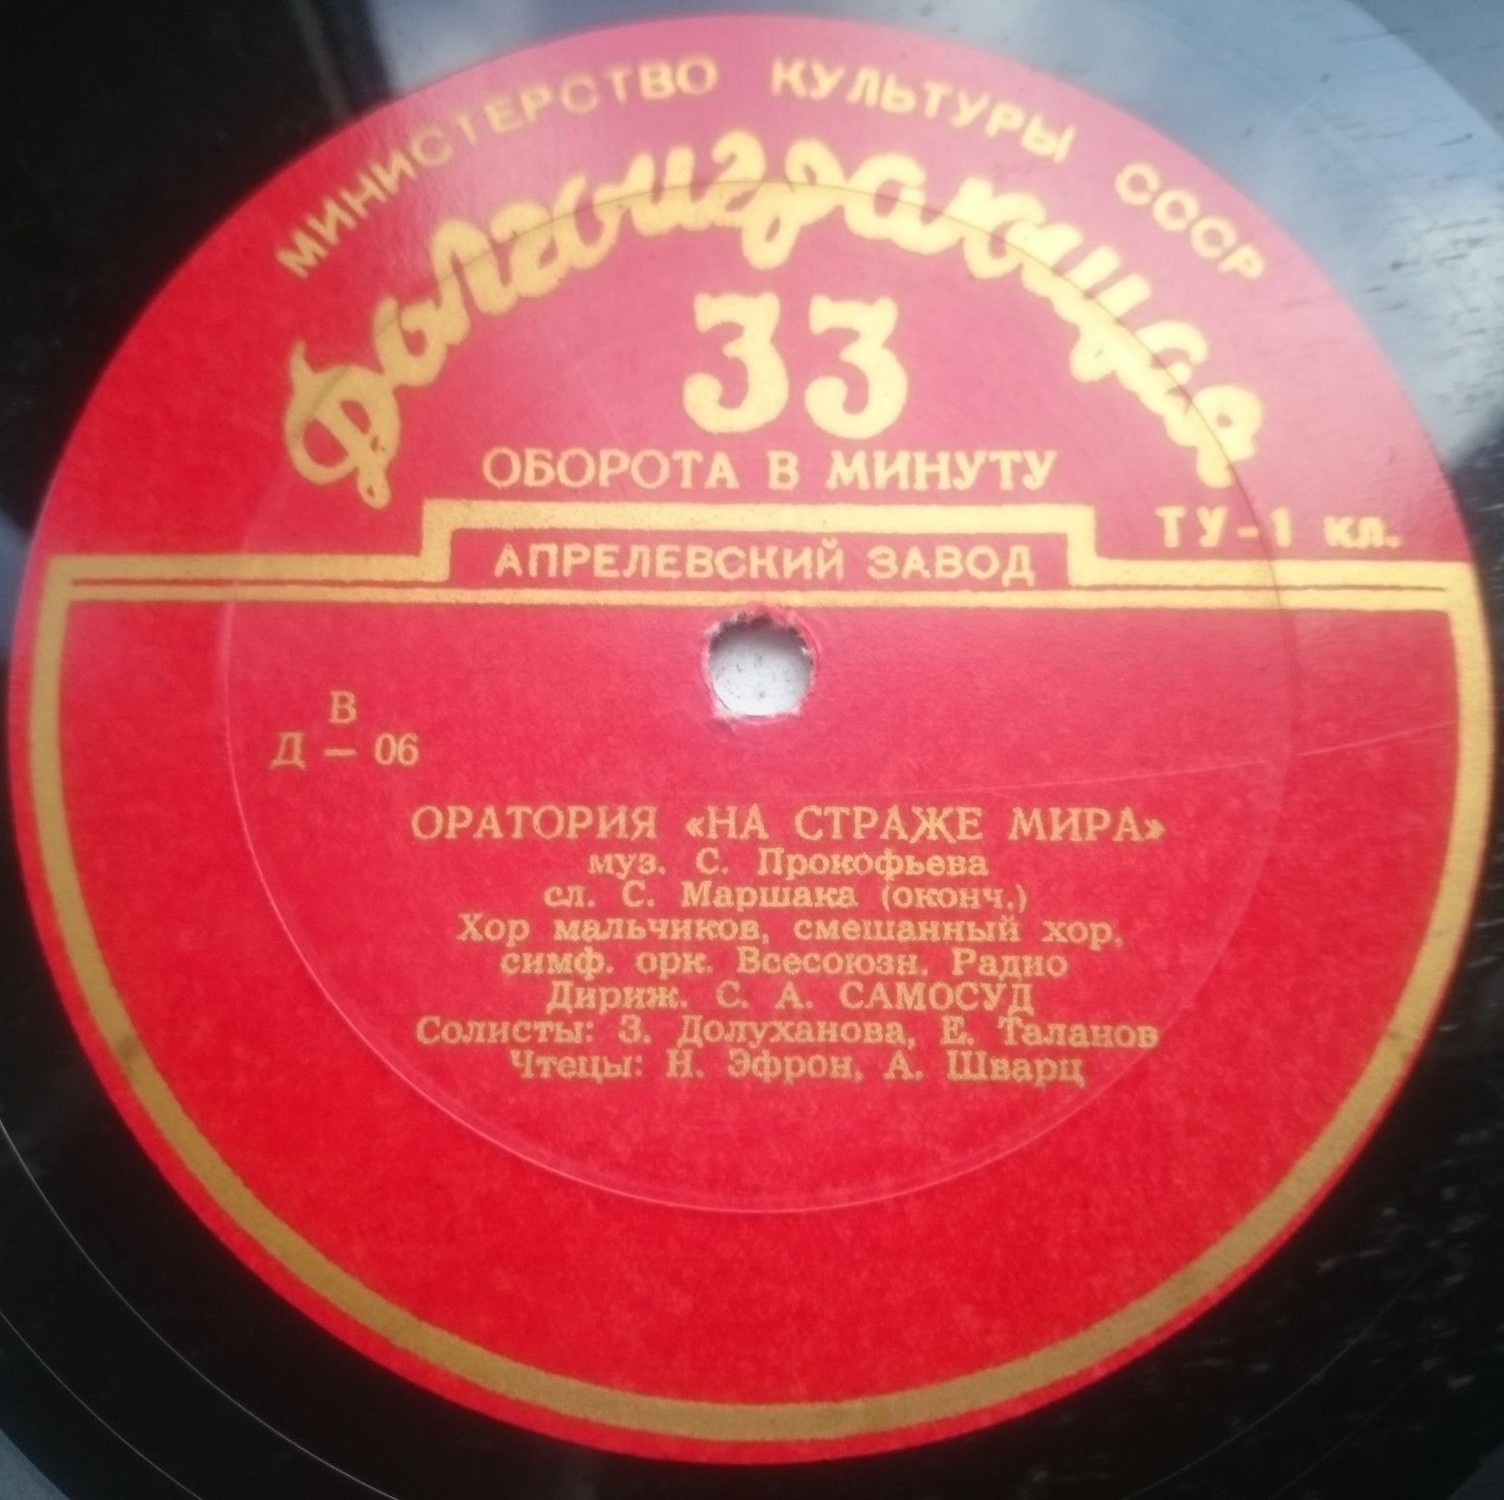 МИНИСТЕРСТВО КУЛЬТУРЫ СССР
Долгоиграющая
33
ОБОРОТА В МИНУТУ
ТУ-1 кл.
АПРЕЛЕВСКИЙ ЗАВОД
В
Д — 06
ОРАТОРИЯ «НА СТРАЖЕ МИРА»
муз. С. Прокофьева
сл. С. Маршака (оконч.)
Хор мальчиков, смешанный хор,
симф. орк. Всесоюзн. Радио
Дириж. С. А. САМОСУД
Солисты: З. Долуханова, Е. Таланов
Чтецы: Н. Эфрон, А. Шварц